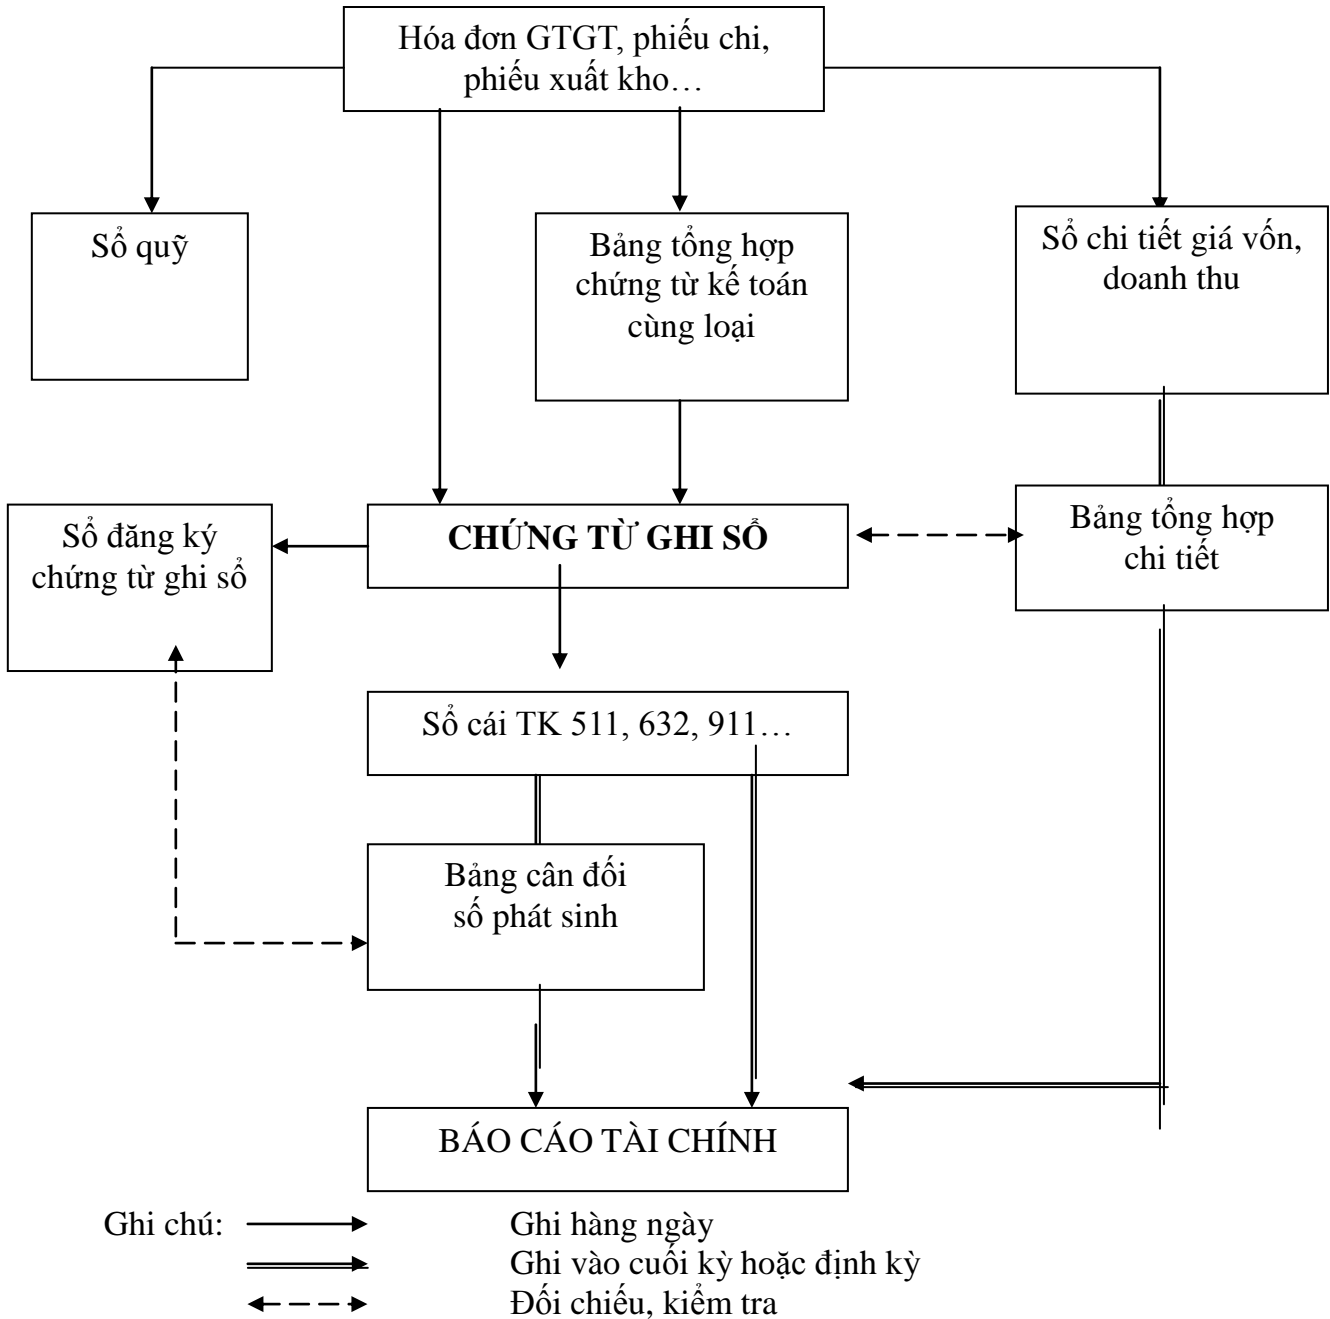 Hóa đơn GTGT, phiếu chi,
phiếu xuất kho…
Sổ quỹ
Bảng tổng hợp
chứng từ kế toán
cùng loại
Sổ chi tiết giá vốn,
doanh thu
Sổ đăng ký
chứng từ ghi sổ
CHỨNG TỪ GHI SỔ
Bảng tổng hợp
chi tiết
Sổ cái TK 511, 632, 911…
Bảng cân đối
số phát sinh
BÁO CÁO TÀI CHÍNH
Ghi chú: Ghi hàng ngày
Ghi vào cuối kỳ hoặc định kỳ
Đối chiếu, kiểm tra